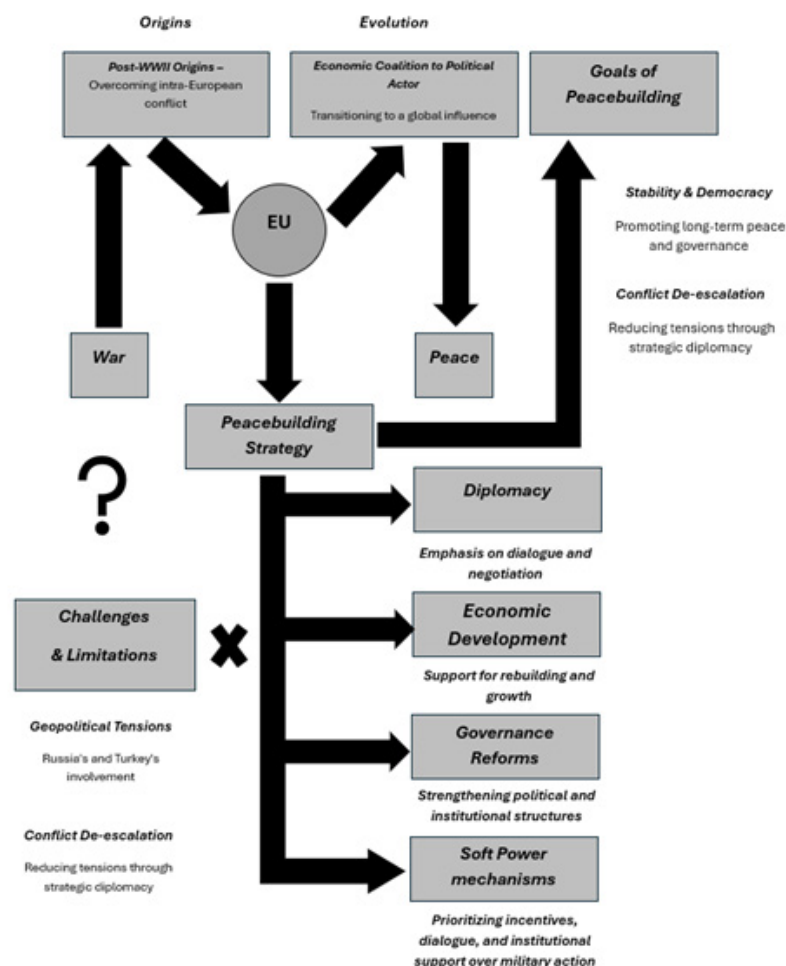 Origins
Evolution
Post-WWII Origins –
Overcoming intra-European
conflict
Economic Coalition to Political
Actor
Transitioning to a global influence
Goals of
Peacebuilding
EU
Stability & Democracy
Promoting long-term peace
and governance
Conflict De-escalation
Reducing tensions through
strategic diplomacy
War
Peace
Peacebuilding
Strategy
?
Diplomacy
Emphasis on dialogue and
negotiation
Challenges
& Limitations
Economic
Development
Support for rebuilding and
growth
Geopolitical Tensions
Russia's and Turkey's
involvement
Governance
Reforms
Strengthening political and
institutional structures
Conflict De-escalation
Reducing tensions through
strategic diplomacy
Soft Power
mechanisms
Prioritizing incentives,
dialogue, and institutional
support over military action